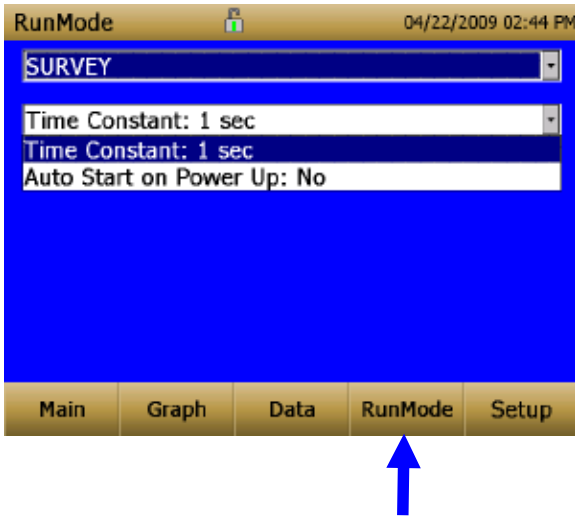 RunMode 04/22/2009 02:44 PM
SURVEY
Time Constant: 1 sec
Time Constant: 1 sec
Auto Start on Power Up: No
Main Graph Data RunMode Setup